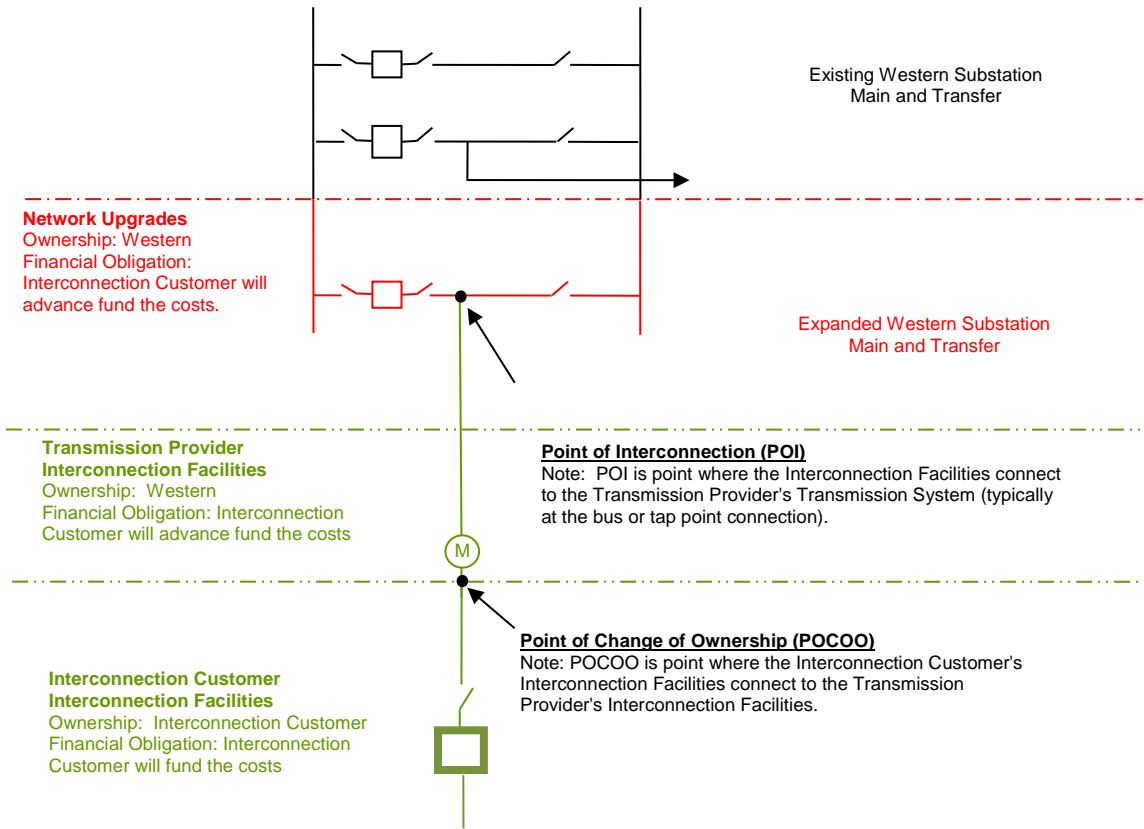 Existing Western Substation
Main and Transfer
Network Upgrades
Ownership: Western
Financial Obligation:
Interconnection Customer will
advance fund the costs.
Expanded Western Substation
Main and Transfer
Transmission Provider
Interconnection Facilities
Ownership:  Western
Financial Obligation: Interconnection
Customer will advance fund the costs
Point of Interconnection (POI)
Note:  POI is point where the Interconnection Facilities connect
to the Transmission Provider's Transmission System (typically
at the bus or tap point connection).
M
Point of Change of Ownership (POCOO)
Note: POCOO is point where the Interconnection Customer's
Interconnection Facilities connect to the Transmission
Provider's Interconnection Facilities.
Interconnection Customer
Interconnection Facilities
Ownership:  Interconnection Customer
Financial Obligation: Interconnection
Customer will fund the costs